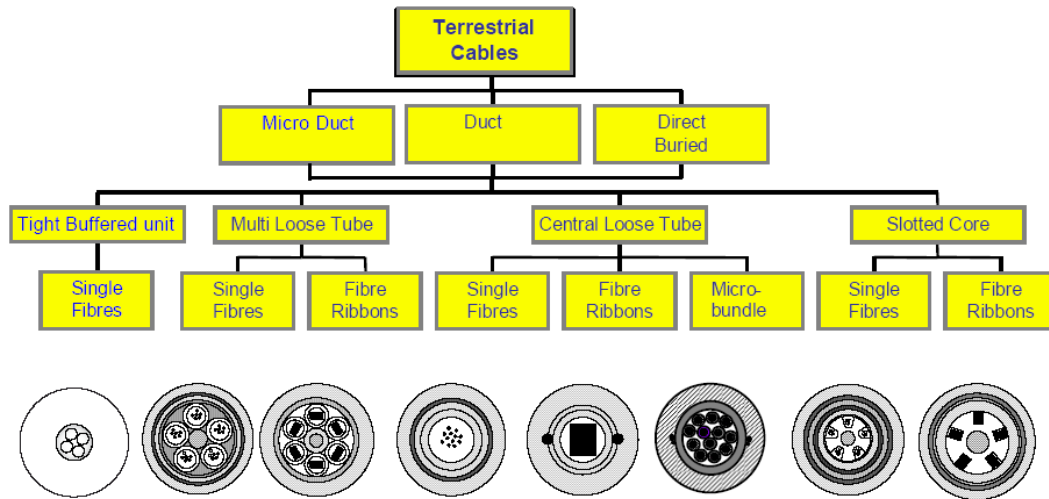 Terrestrial
Cables
Micro Duct
Duct
Direct
Buried
Tight Buffered unit
Multi Loose Tube
Central Loose Tube
Slotted Core
Single
Fibres
Single
Fibres
Fibre
Ribbons
Single
Fibres
Fibre
Ribbons
Micro-
bundle
Single
Fibres
Fibre
Ribbons